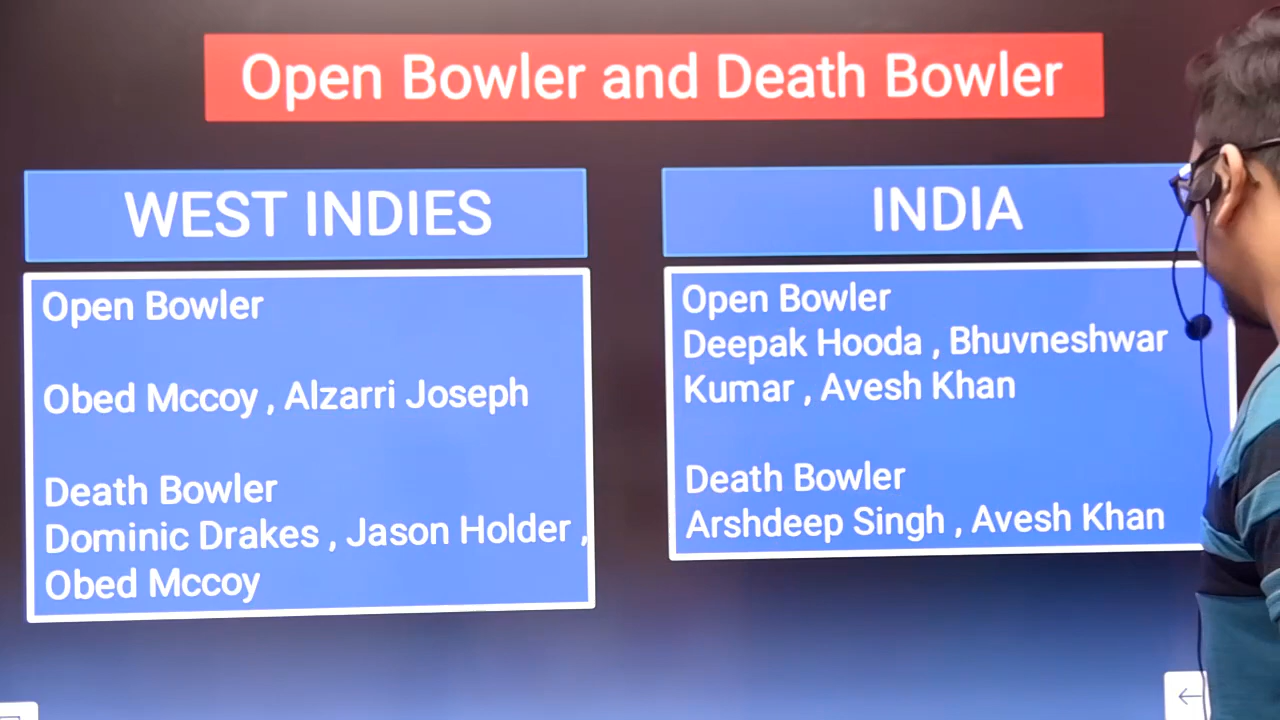 Open Bowler and Death Bowler
WEST INDIES
Open Bowler
Obed Mccoy , Alzarri Joseph
Death Bowler
Dominic Drakes , Jason Holder ,
Obed Mccoy
INDIA
Open Bowler
Deepak Hooda , Bhuvneshwar
Kumar , Avesh Khan
Death Bowler
Arshdeep Singh , Avesh Khan